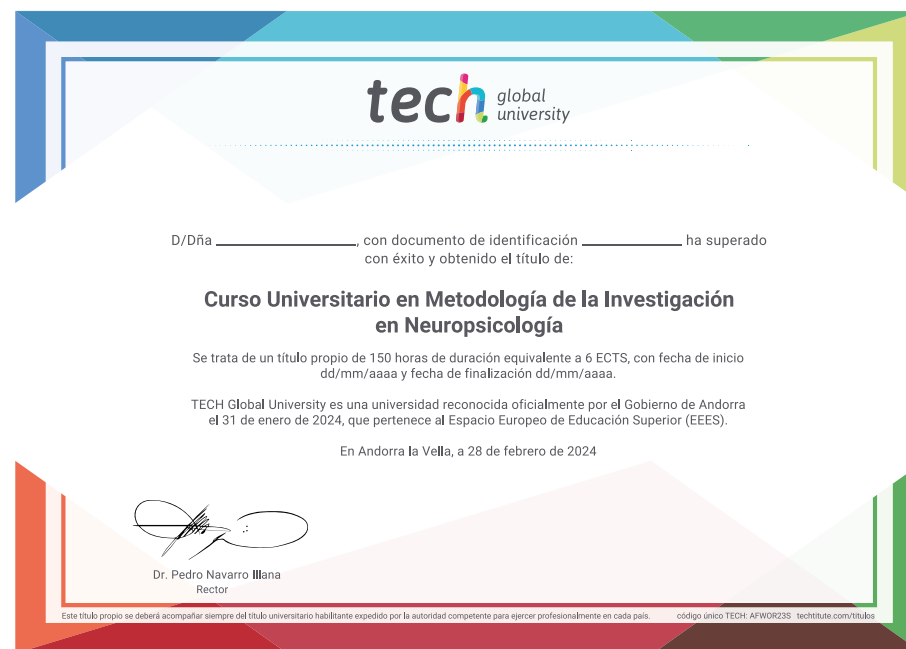 tech global university
D/Dña ____________, con documento de identificación ____________ ha superado
con éxito y obtenido el título de:
Curso Universitario en Metodología de la Investigación
en Neuropsicología
Se trata de un título propio de 150 horas de duración equivalente a 6 ECTS, con fecha de inicio
dd/mm/aaaa y fecha de finalización dd/mm/aaaa.
TECH Global University es una universidad reconocida oficialmente por el Gobierno de Andorra
el 31 de enero de 2024, que pertenece al Espacio Europeo de Educación Superior (EEES).
En Andorra la Vella, a 28 de febrero de 2024
Dr. Pedro Navarro Illana
Rector
Este título propio se deberá acompañar siempre del título universitario habilitante expedido por la autoridad competente para ejercer profesionalmente en cada país. código único TECH: AFWOR23S techtitute.com/titulos